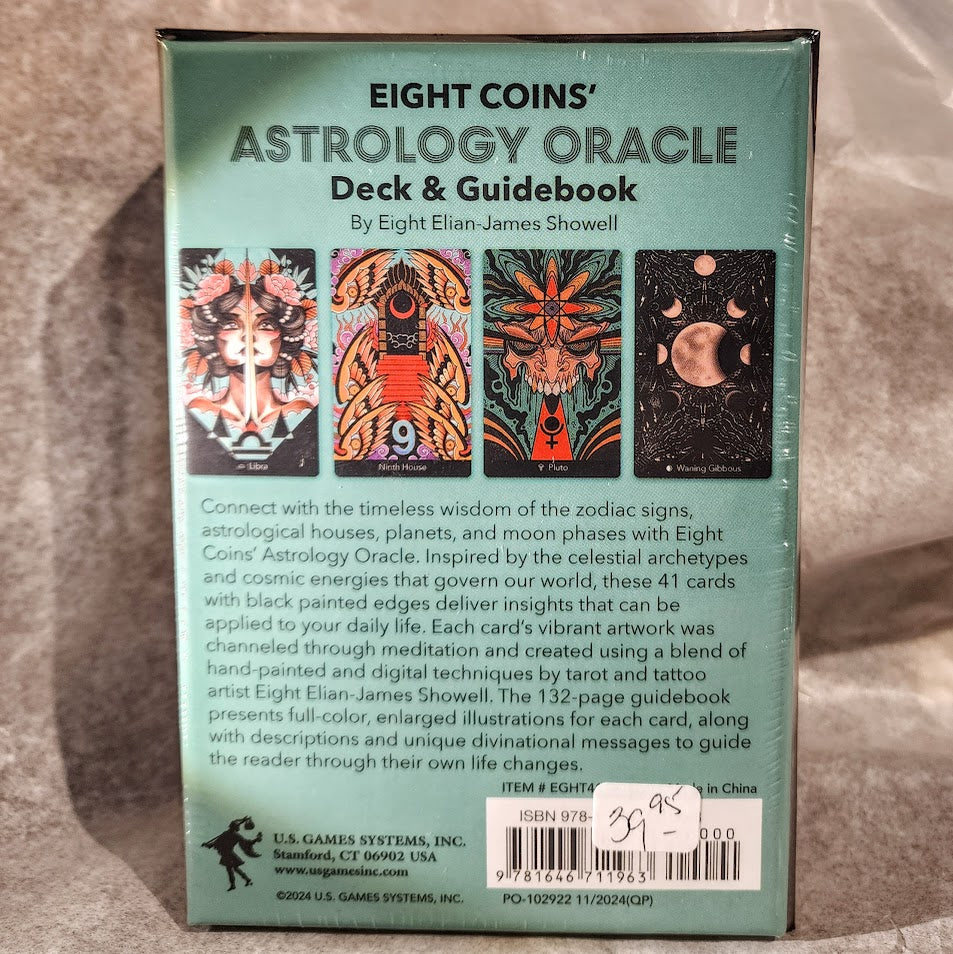 EIGHT COINS'
ASTROLOGY ORACLE
Deck & Guidebook
By Eight Elian-James Showell
9
♎ Libra
Ninth House
Pluto
Waning Gibbous
Connect with the timeless wisdom of the zodiac signs,
astrological houses, planets, and moon phases with Eight
Coins' Astrology Oracle. Inspired by the celestial archetypes
and cosmic energies that govern our world, these 41 cards
with black painted edges deliver insights that can be
applied to your daily life. Each card's vibrant artwork was
channeled through meditation and created using a blend of
hand-painted and digital techniques by tarot and tattoo
artist Eight Elian-James Showell. The 132-page guidebook
presents full-color, enlarged illustrations for each card, along
with descriptions and unique divinational messages to guide
the reader through their own life changes.
ITEM # in China
ISBN 978-
39 95
000
9 781646 711963
PO-102922 11/2024(QP)
U.S. GAMES SYSTEMS, INC.
Stamford, CT 06902 USA
www.usgamesinc.com
©2024 U.S. GAMES SYSTEMS, INC.